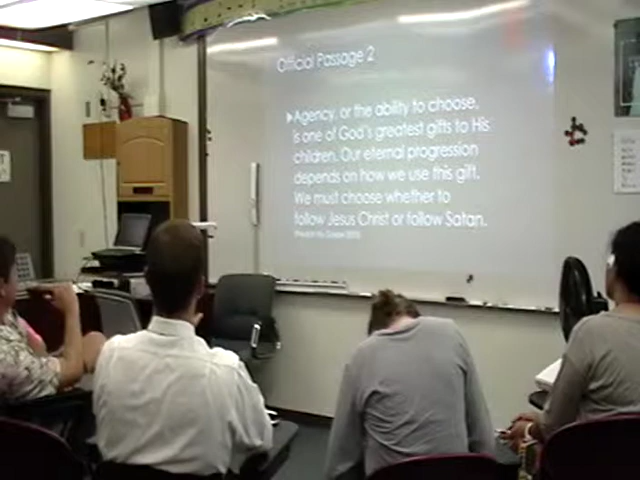 Official Passage 2
Agency, or the ability to choose,
is one of God's greatest gifts to His
children. Our eternal progression
depends on how we use this gift.
We must choose whether to
follow Jesus Christ or follow Satan.